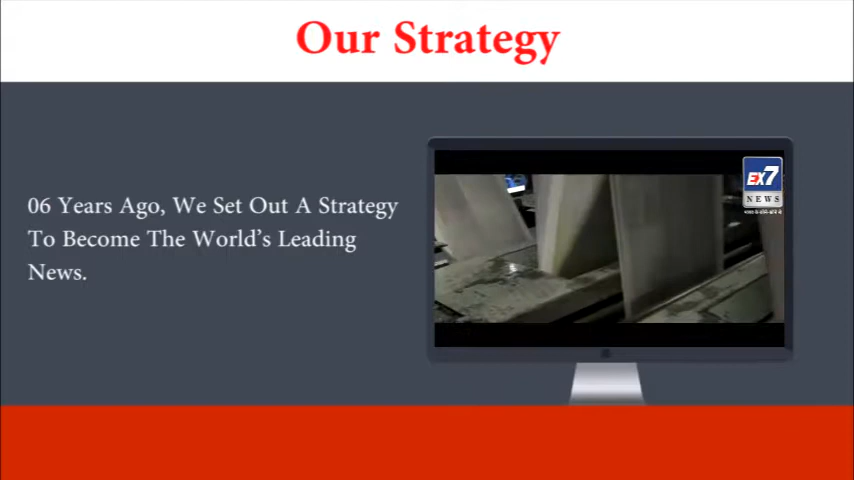 Our Strategy
06 Years Ago, We Set Out A Strategy
To Become The World's Leading
News.
EX7
NEWS